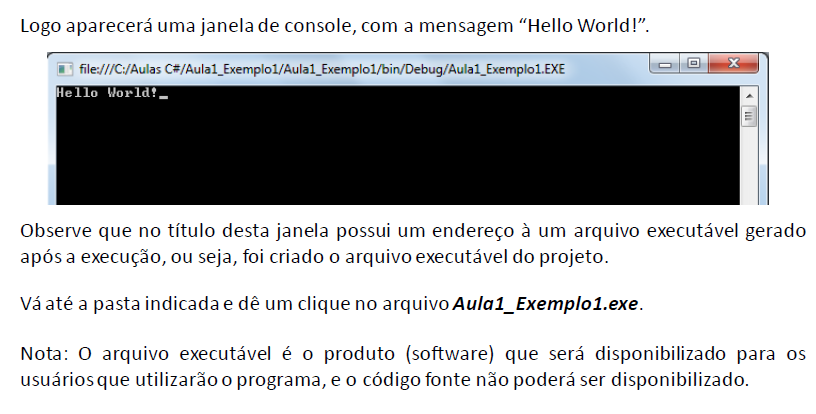 Logo aparecerá uma janela de console, com a mensagem “Hello World!”.
file:///C:/Aulas C#/Aula1_Exemplo1/Aula1_Exemplo1/bin/Debug/Aula1_Exemplo1.EXE
Hello World!_
Observe que no título desta janela possui um endereço à um arquivo executável gerado
após a execução, ou seja, foi criado o arquivo executável do projeto.
Vá até a pasta indicada e dê um clique no arquivo Aula1_Exemplo1.exe.
Nota: O arquivo executável é o produto (software) que será disponibilizado para os
usuários que utilizarão o programa, e o código fonte não poderá ser disponibilizado.